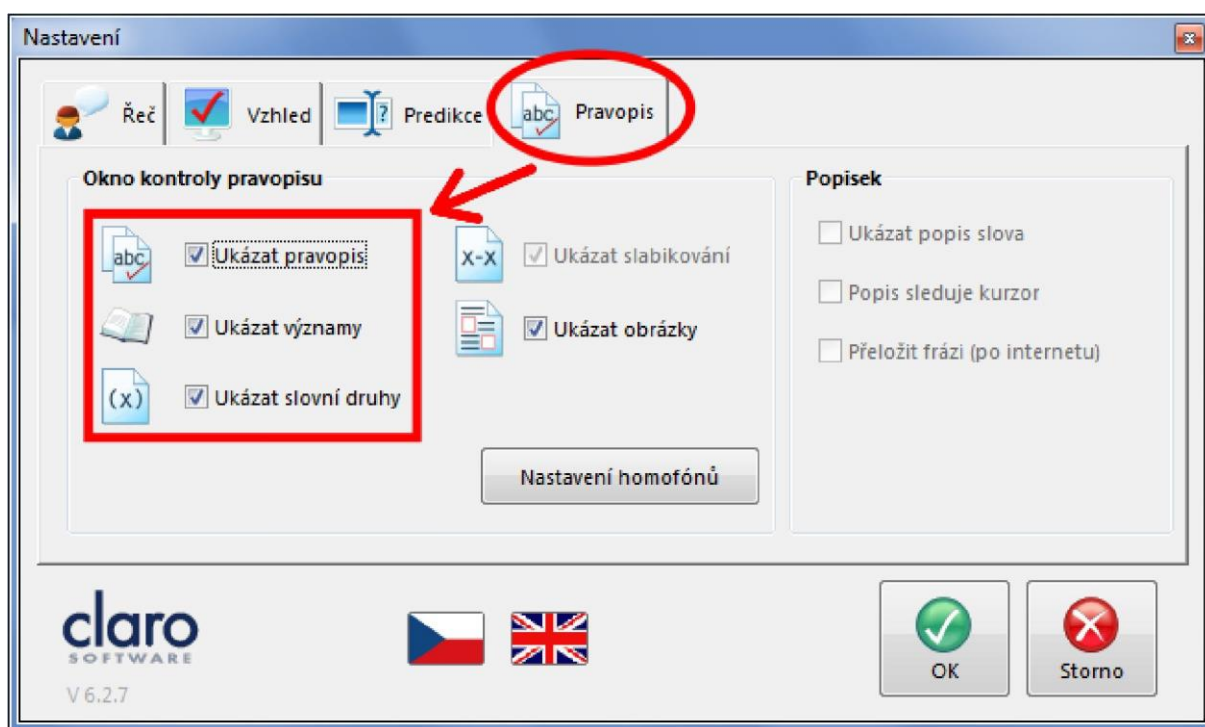 Nastavení
Řeč
Vzhled
Predikce
abc
Pravopis
Okno kontroly pravopisu
abc
Ukázat pravopis
Ukázat významy
(x)
Ukázat slovní druhy
x-x
Ukázat slabikování
Ukázat obrázky
Nastavení homofónů
Popisek
Ukázat popis slova
Popis sleduje kurzor
Přeložit frázi (po internetu)
claro
SOFTWARE
V 6.2.7
OK
Storno